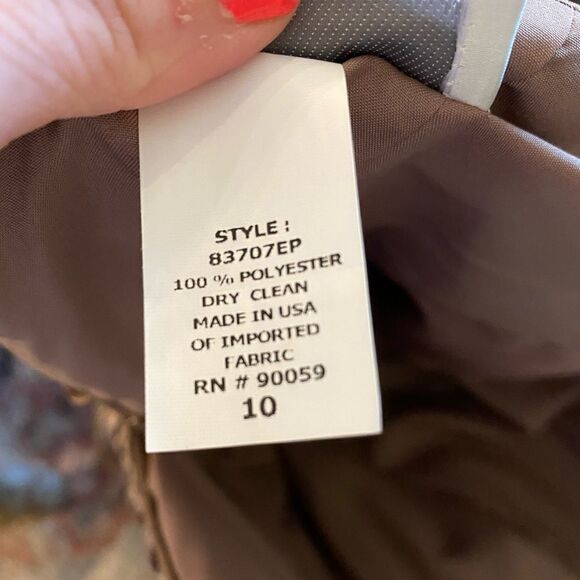 STYLE :
83707EP
100 % POLYESTER
DRY CLEAN
MADE IN USA
OF IMPORTED
FABRIC
RN # 90059
10